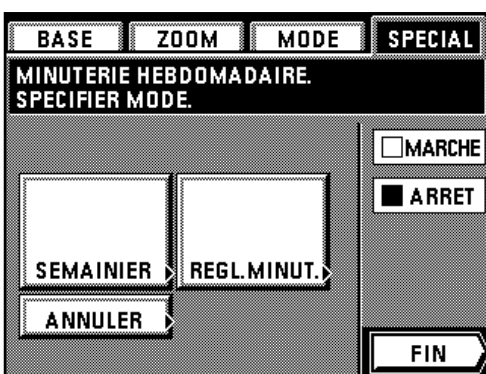 BASE ZOOM MODE SPECIAL
MINUTERIE HEBDOMADAIRE.
SPECIFIER MODE.
MARCHE
ARRET
SEMAINIER REGL.MINUT.
ANNULER
FIN